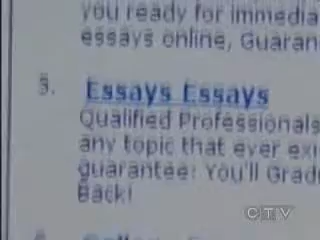 you ready for immedia
essays online, Guaran
3. Essays Essays
Qualified Professionals
any topic that ever exi
guarantee: You'll Grad
Back!
CTV